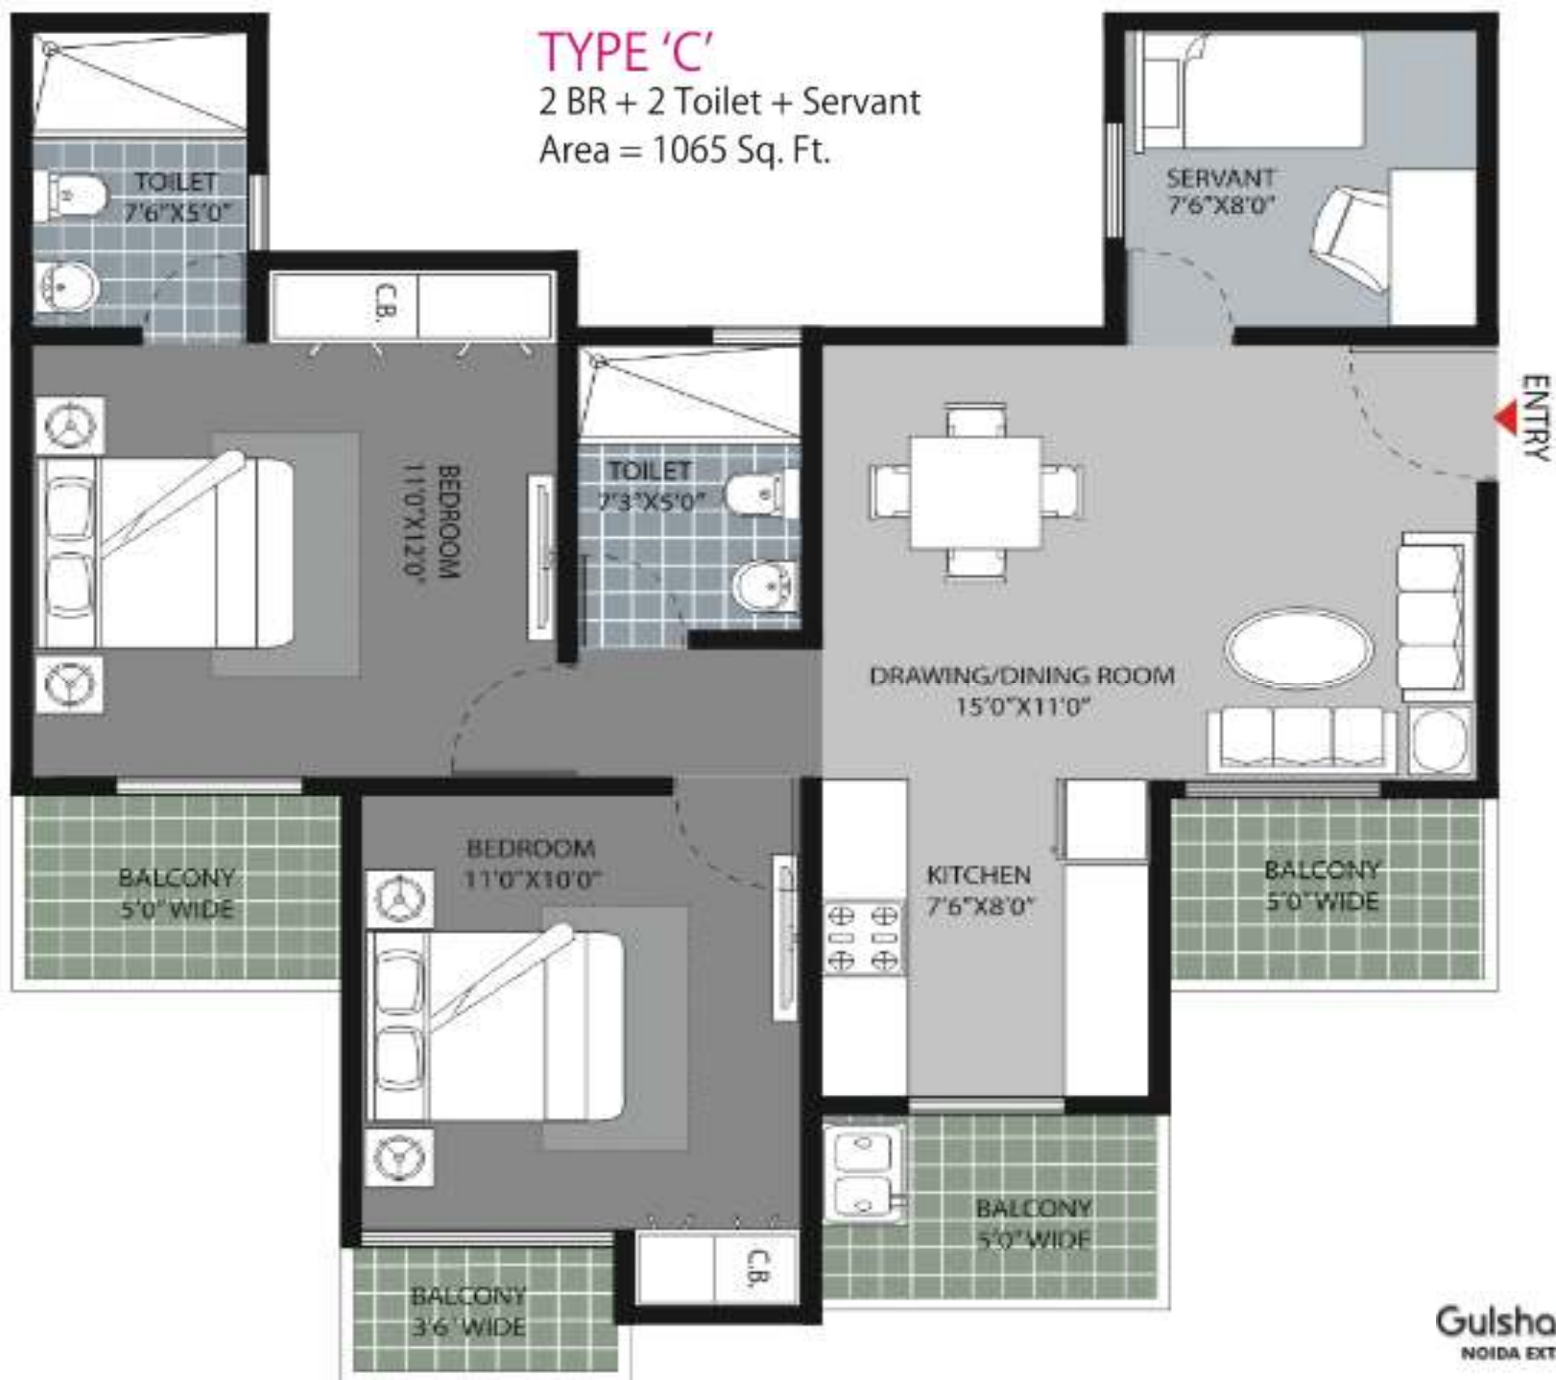 TYPE ‘C’
2 BR + 2 Toilet + Servant
Area = 1065 Sq. Ft.
TOILET
7'6"X5'0"
SERVANT
7'6"X8'0"
C.B.
ENTRY
BEDROOM
11'0"X12'0"
TOILET
7'3"X5'0"
DRAWING/DINING ROOM
15'0"X11'0"
BEDROOM
11'0"X10'0"
BALCONY
5'0" WIDE
KITCHEN
7'6"X8'0"
BALCONY
5'0" WIDE
BALCONY
5'0" WIDE
C.B.
BALCONY
3'6" WIDE
Gulsha
NOIDA EXT